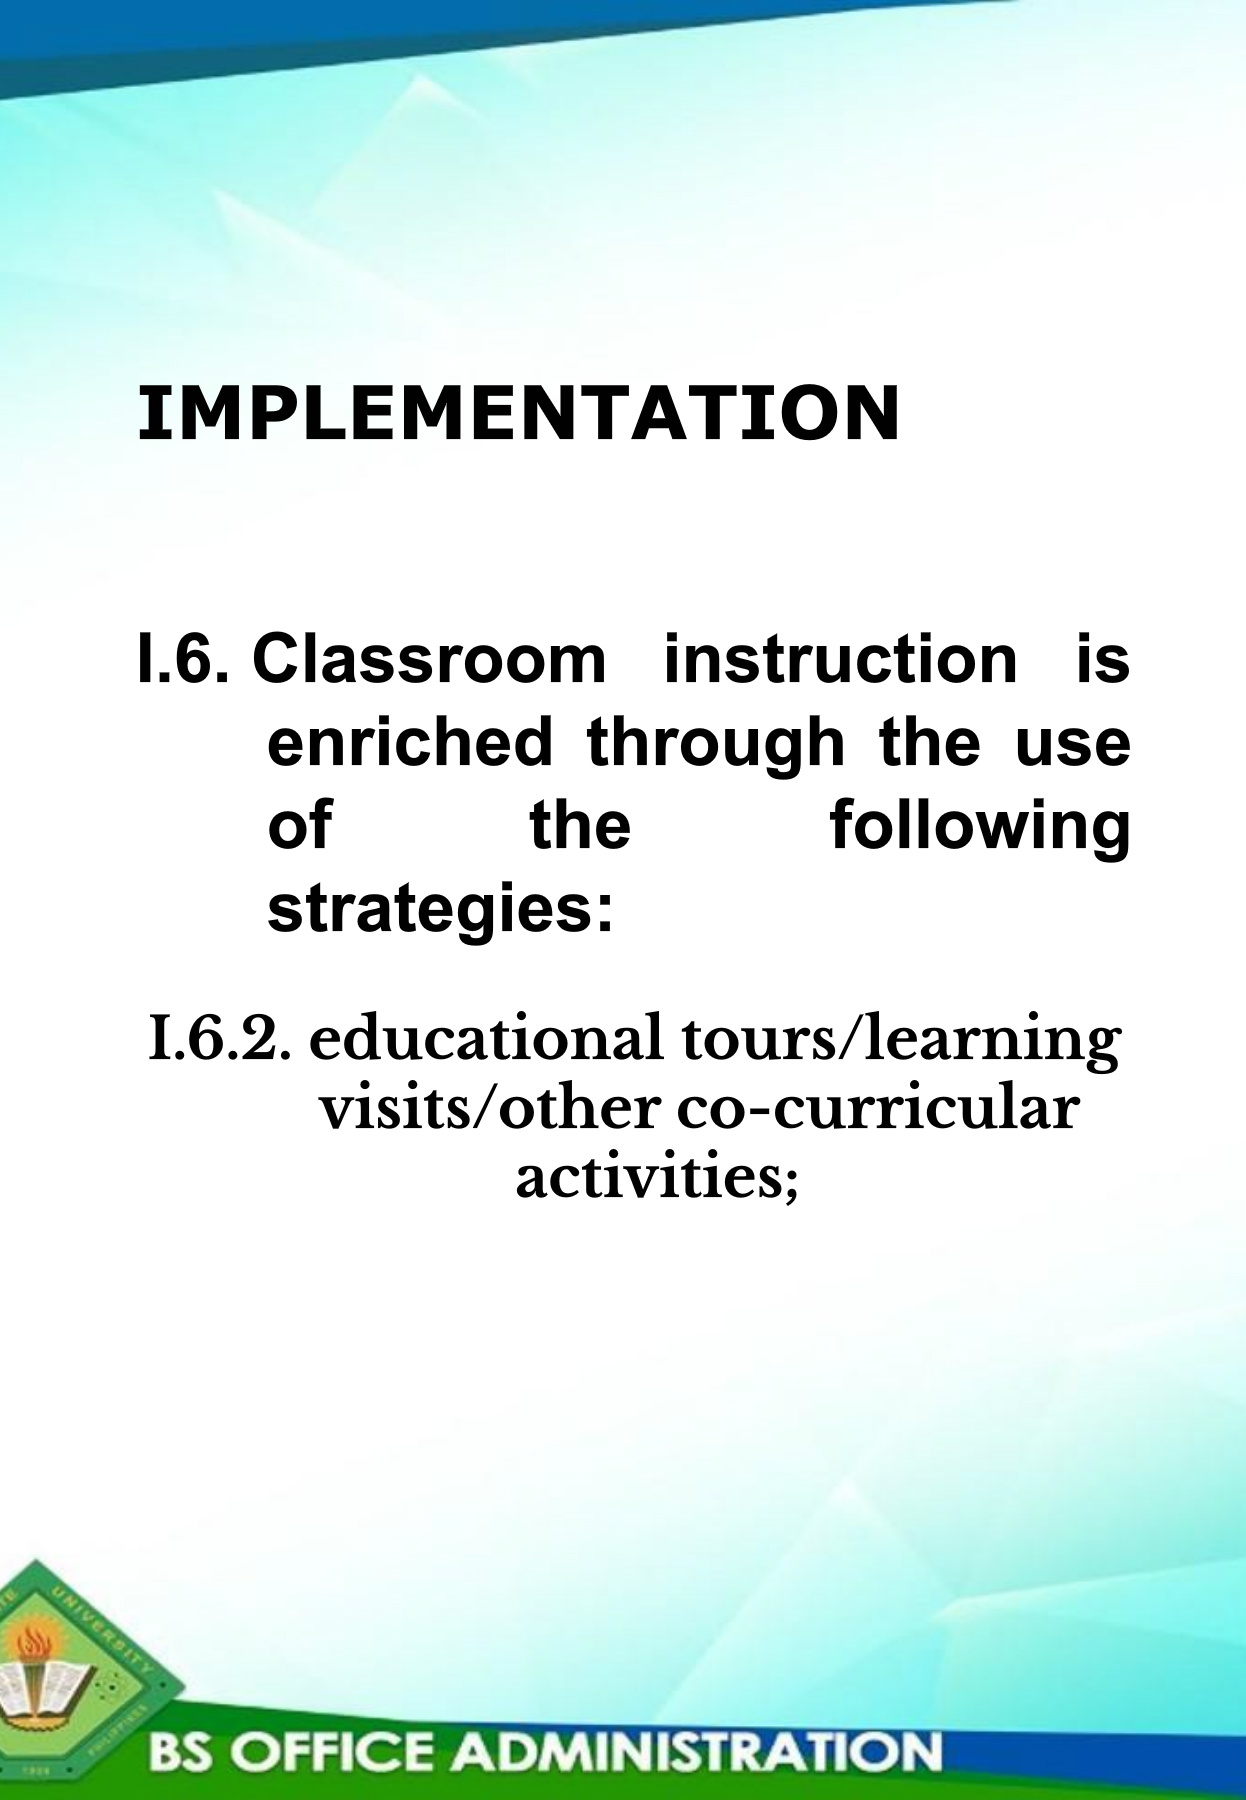 IMPLEMENTATION
I.6. Classroom instruction is
enriched through the use
of the following
strategies:
I.6.2. educational tours/learning
visits/other co-curricular
activities;
UNIVERSITY
PHILIPPINES
BS OFFICE ADMINISTRATION